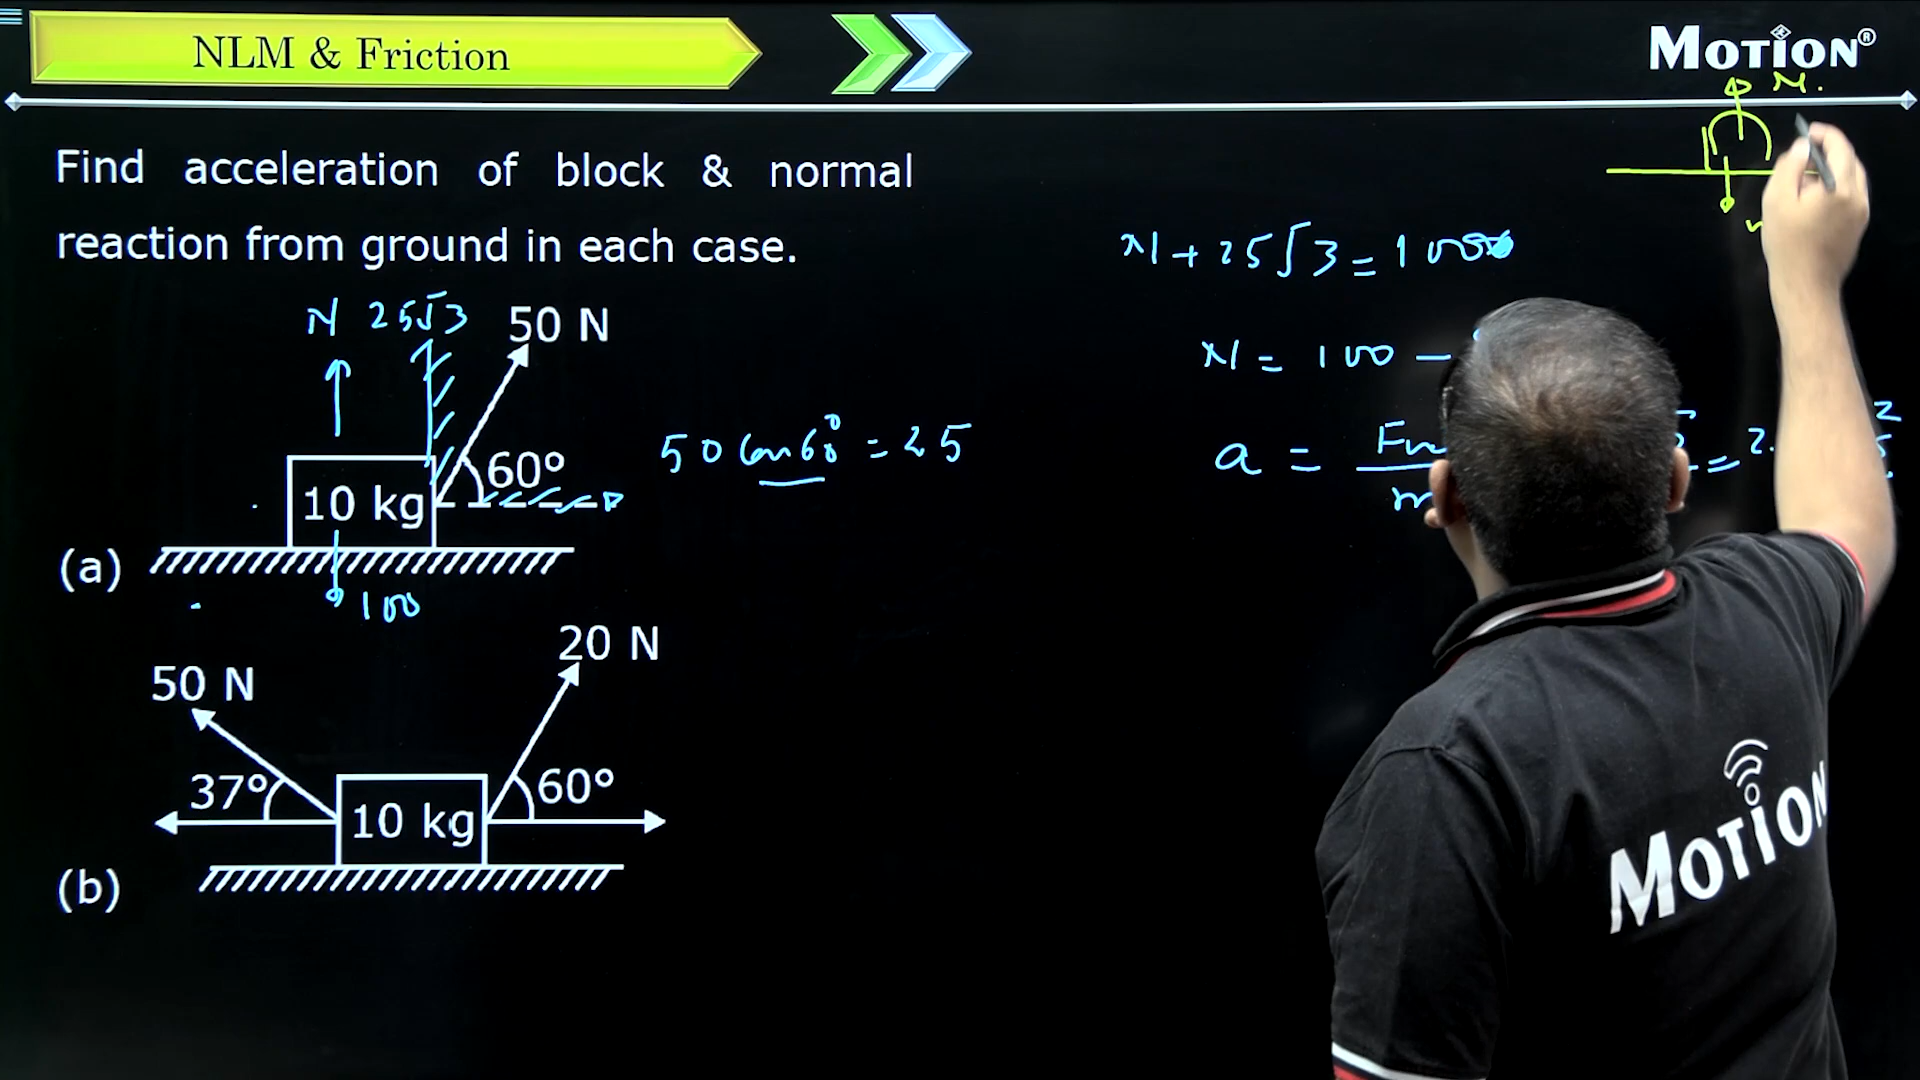 NLM & Friction
MOTION®
N
Find acceleration of block & normal
reaction from ground in each case.
N + 25√3 = 100
N 25√3
50 N
N = 100 -
50 cos 60° = 25
a =
60°
10 kg
(a)
100
20 N
50 N
37°
60°
10 kg
(b)
MOTION